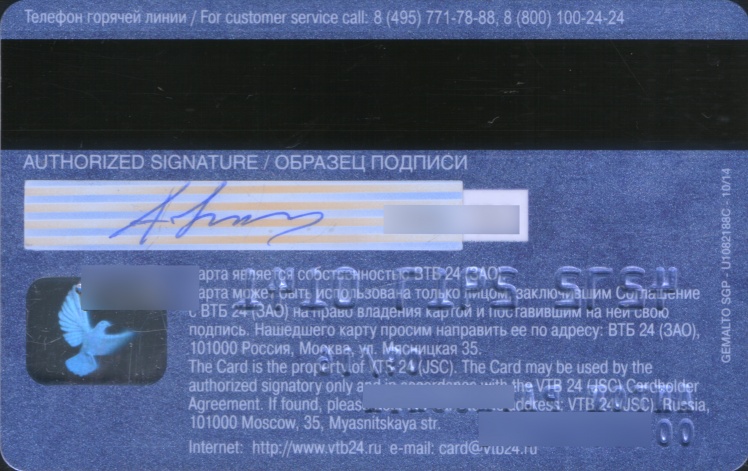 Телефон горячей линии / For customer service call: 8 (495) 771-78-88, 8 (800) 100-24-24
AUTHORIZED SIGNATURE / ОБРАЗЕЦ ПОДПИСИ
арта является собственностью ВТБ 24 (ЗАО).
арта может быть использована только лицом, заключившим Соглашение
с ВТБ 24 (ЗАО) на право владения картой и поставившим на ней свою
подпись. Нашедшего карту просим направить ее по адресу: ВТБ 24 (ЗАО),
101000 Россия, Москва, ул. Мясницкая 35.
The Card is the property of VTB 24 (JSC). The Card may be used by the
authorized signatory only and in accordance with the VTB 24 (JSC) Cardholder
Agreement. If found, pleas address: VTB 24 (JSC), Russia,
101000 Moscow, 35, Myasnitskaya str.
Internet: http://www.vtb24.ru e-mail: card@vtb24.ru
GEMALTO SGP - U1082188C - 10/14